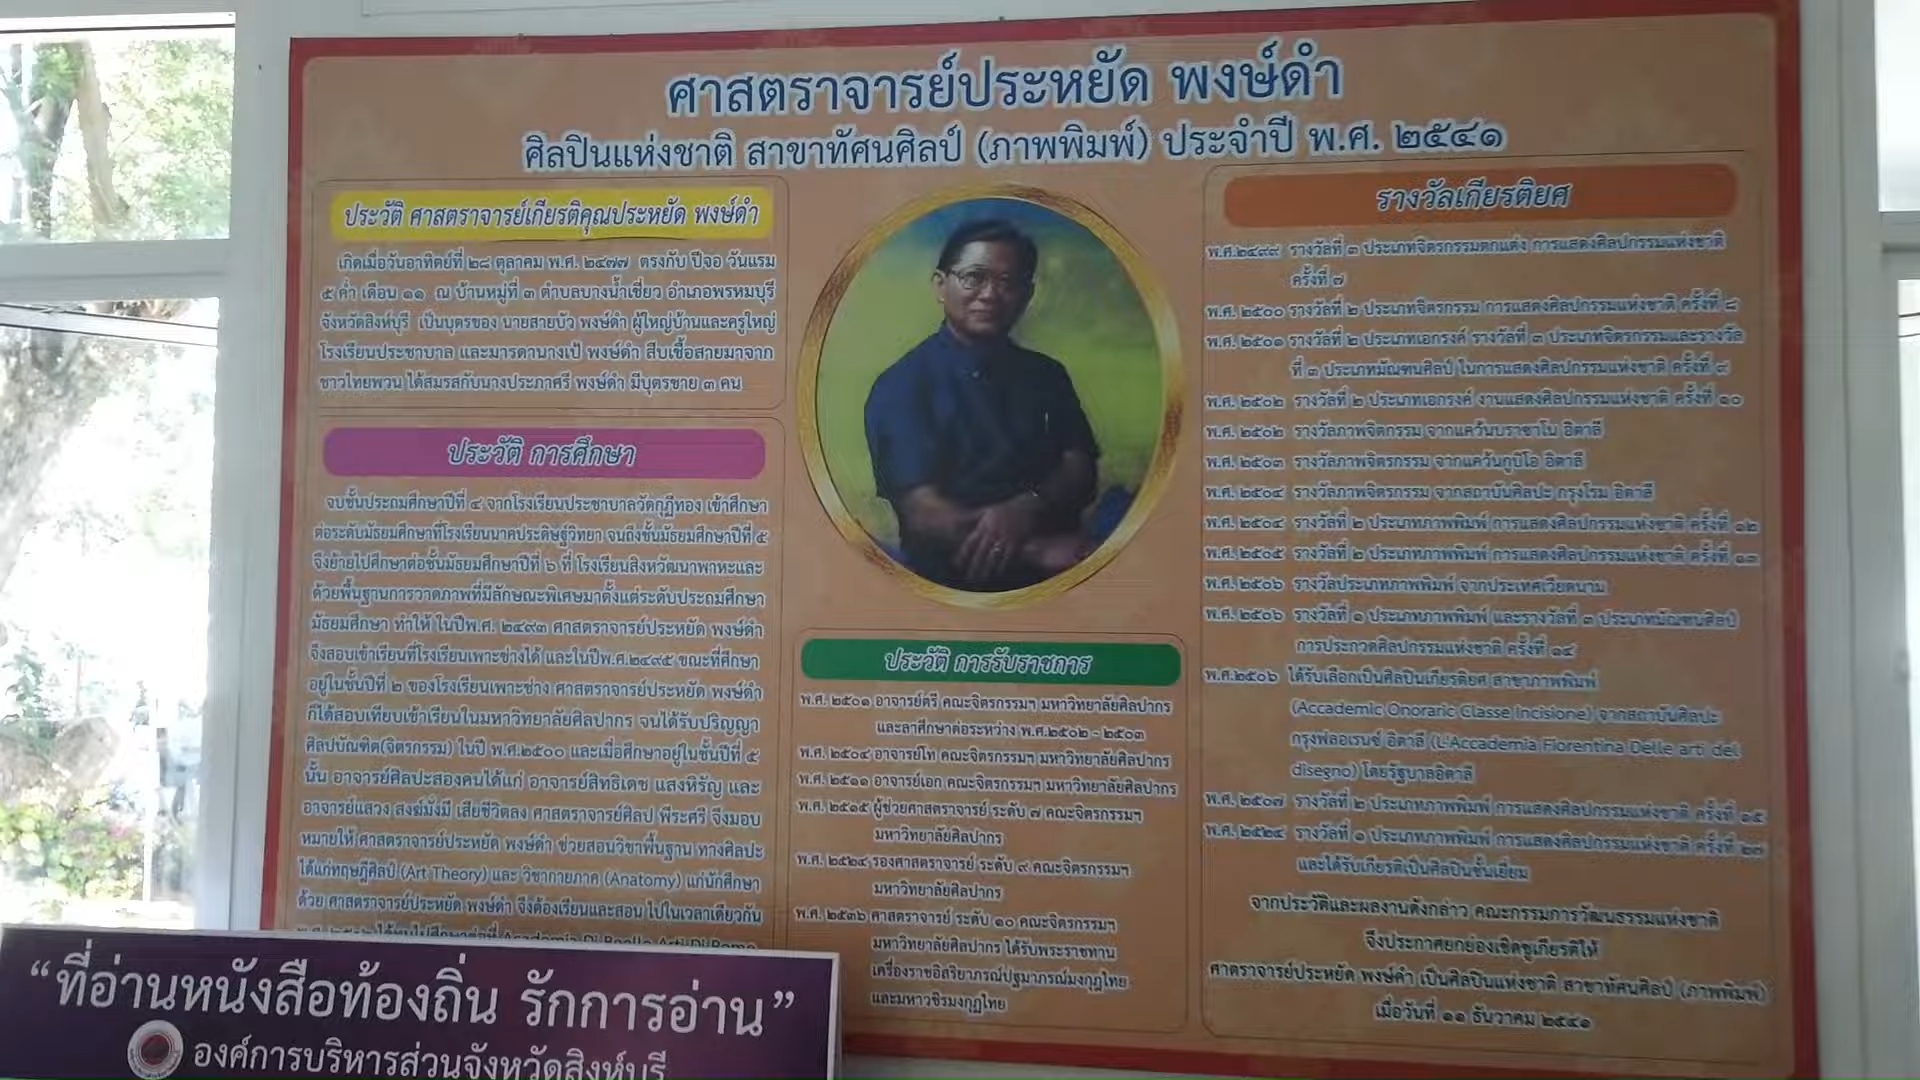 ศาสตราจารย์ประหยัด พงษ์ดำ
ศิลปินแห่งชาติ สาขาทัศนศิลป์ (ภาพพิมพ์) ประจำปี พ.ศ. ๒๕๔๑
ประวัติ ศาสตราจารย์เกียรติคุณประหยัด พงษ์ดำ
เกิดเมื่อวันอาทิตย์ที่ ๒๘ ตุลาคม พ.ศ. ๒๔๗๗ ตรงกับ ปีจอ วันแรม
๕ ค่ำ เดือน ๑๑ ณ บ้านหมู่ที่ ๓ ตำบลบางน้ำเชี่ยว อำเภอพรหมบุรี
จังหวัดสิงห์บุรี เป็นบุตรของ นายสายบัว พงษ์ดำ ผู้ใหญ่บ้านและครูใหญ่
โรงเรียนประชาบาล และมารดานางเป้ พงษ์ดำ สืบเชื้อสายมาจาก
ชาวไทยพวน ได้สมรสกับนางประภาศรี พงษ์ดำ มีบุตรชาย ๓ คน
ประวัติ การศึกษา
จบชั้นประถมศึกษาปีที่ ๔ จากโรงเรียนประชาบาลวัดกุฎีทอง เข้าศึกษา
ต่อระดับมัธยมศึกษาที่โรงเรียนนาคประดิษฐ์วิทยา จนถึงชั้นมัธยมศึกษาปีที่ ๕
จึงย้ายไปศึกษาต่อชั้นมัธยมศึกษาปีที่ ๖ ที่ โรงเรียนสิงหวัฒนาพาหะและ
ด้วยพื้นฐานการวาดภาพที่มีลักษณะพิเศษมาตั้งแต่ระดับประถมศึกษา
มัธยมศึกษา ทำให้ ในปีพ.ศ. ๒๔๙๓ ศาสตราจารย์ประหยัด พงษ์ดำ
จึงสอบเข้าเรียนที่โรงเรียนเพาะช่างได้ และในปีพ.ศ.๒๔๙๕ ขณะที่ศึกษา
อยู่ในชั้นปีที่ ๒ ของโรงเรียนเพาะช่าง ศาสตราจารย์ประหยัด พงษ์ดำ
ก็ได้สอบเทียบเข้าเรียนในมหาวิทยาลัยศิลปากร จนได้รับปริญญา
ศิลปบัณฑิต(จิตรกรรม) ในปี พ.ศ.๒๕๐๐ และเมื่อศึกษาอยู่ในชั้นปีที่ ๕
นั้น อาจารย์ศิลปะสองคนได้แก่ อาจารย์สิทธิเดช แสงหิรัญ และ
อาจารย์แสวง สงฆ์มั่งมี เสียชีวิตลง ศาสตราจารย์ศิลป พีระศรี จึงมอบ
หมายให้ ศาสตราจารย์ประหยัด พงษ์ดำ ช่วยสอนวิชาพื้นฐาน ทางศิลปะ
ได้แก่ทฤษฎีศิลป์ (Art Theory) และ วิชากายภาค (Anatomy) แก่นักศึกษา
ด้วย ศาสตราจารย์ประหยัด พงษ์ดำ จึงต้องเรียนและสอน ไปในเวลาเดียวกัน
ประวัติ การรับราชการ
พ.ศ. ๒๕๐๑ อาจารย์ตรี คณะจิตรกรรมฯ มหาวิทยาลัยศิลปากร
และลาศึกษาต่อระหว่าง พ.ศ.๒๕๐๒ - ๒๕๐๓
พ.ศ. ๒๕๐๔ อาจารย์โท คณะจิตรกรรมฯ มหาวิทยาลัยศิลปากร
พ.ศ. ๒๕๑๑ อาจารย์เอก คณะจิตรกรรมฯ มหาวิทยาลัยศิลปากร
พ.ศ. ๒๕๑๕ ผู้ช่วยศาสตราจารย์ ระดับ ๗ คณะจิตรกรรมฯ
มหาวิทยาลัยศิลปากร
พ.ศ. ๒๕๒๔ รองศาสตราจารย์ ระดับ ๙ คณะจิตรกรรมฯ
มหาวิทยาลัยศิลปากร
พ.ศ. ๒๕๓๖ ศาสตราจารย์ ระดับ ๑๐ คณะจิตรกรรมฯ
มหาวิทยาลัยศิลปากร ได้รับพระราชทาน
เครื่องราชอิสริยาภรณ์ปฐมาภรณ์มงกุฎไทย
และมหาวชิรมงกุฎไทย
รางวัลเกียรติยศ
พ.ศ.๒๔๙๙ รางวัลที่ ๓ ประเภทจิตรกรรมตกแต่ง การแสดงศิลปกรรมแห่งชาติ
ครั้งที่ ๗
พ.ศ. ๒๕๐๐ รางวัลที่ ๒ ประเภทจิตรกรรม การแสดงศิลปกรรมแห่งชาติ ครั้งที่ ๘
พ.ศ. ๒๕๐๑ รางวัลที่ ๒ ประเภทเอกรงค์ รางวัลที่ ๓ ประเภทจิตรกรรมและรางวัล
ที่ ๓ ประเภทมัณฑนศิลป์ ในการแสดงศิลปกรรมแห่งชาติ ครั้งที่ ๙
พ.ศ. ๒๕๐๒ รางวัลที่ ๒ ประเภทเอกรงค์ งานแสดงศิลปกรรมแห่งชาติ ครั้งที่ ๑๐
พ.ศ. ๒๕๐๒ รางวัลภาพจิตกรรม จากแคว้นบราซาโน อิตาลี
พ.ศ. ๒๕๐๓ รางวัลภาพจิตรกรรม จากแคว้นกูบิโอ อิตาลี
พ.ศ. ๒๕๐๔ รางวัลภาพจิตรกรรม จากสถาบันศิลปะ กรุงโรม อิตาลี
พ.ศ. ๒๕๐๔ รางวัลที่ ๒ ประเภทภาพพิมพ์ การแสดงศิลปกรรมแห่งชาติ ครั้งที่ ๑๒
พ.ศ. ๒๕๐๕ รางวัลที่ ๒ ประเภทภาพพิมพ์ การแสดงศิลปกรรมแห่งชาติ ครั้งที่ ๑๓
พ.ศ. ๒๕๐๖ รางวัลประเภทภาพพิมพ์ จากประเทศเวียดนาม
พ.ศ. ๒๕๐๖ รางวัลที่ ๑ ประเภทภาพพิมพ์ และรางวัลที่ ๓ ประเภทมัณฑนศิลป์
การประกวดศิลปกรรมแห่งชาติ ครั้งที่ ๑๔
พ.ศ.๒๕๐๖ ได้รับเลือกเป็นศิลปินเกียรติยศ สาขาภาพพิมพ์
(Accademic Onoraric Classe Incisione) จากสถาบันศิลปะ
กรุงฟลอเรนซ์ อิตาลี (L'Accademia Fiorentina Delle arti del
disegno) โดยรัฐบาลอิตาลี
พ.ศ. ๒๕๐๗ รางวัลที่ ๒ ประเภทภาพพิมพ์ การแสดงศิลปกรรมแห่งชาติ ครั้งที่ ๑๕
พ.ศ. ๒๕๒๔ รางวัลที่ ๑ ประเภทภาพพิมพ์ การแสดงศิลปกรรมแห่งชาติ ครั้งที่ ๒๗
และได้รับเกียรติเป็นศิลปินชั้นเยี่ยม
จากประวัติและผลงานดังกล่าว คณะกรรมการวัฒนธรรมแห่งชาติ
จึงประกาศยกย่องเชิดชูเกียรติให้
ศาตราจารย์ประหยัด พงษ์ดำ เป็นศิลปินแห่งชาติ สาขาทัศนศิลป์ (ภาพพิมพ์)
เมื่อวันที่ ๑๑ ธันวาคม ๒๕๔๑
“ที่อ่านหนังสือท้องถิ่น รักการอ่าน”
องค์การบริหารส่วนจังหวัดสิงห์บุรี